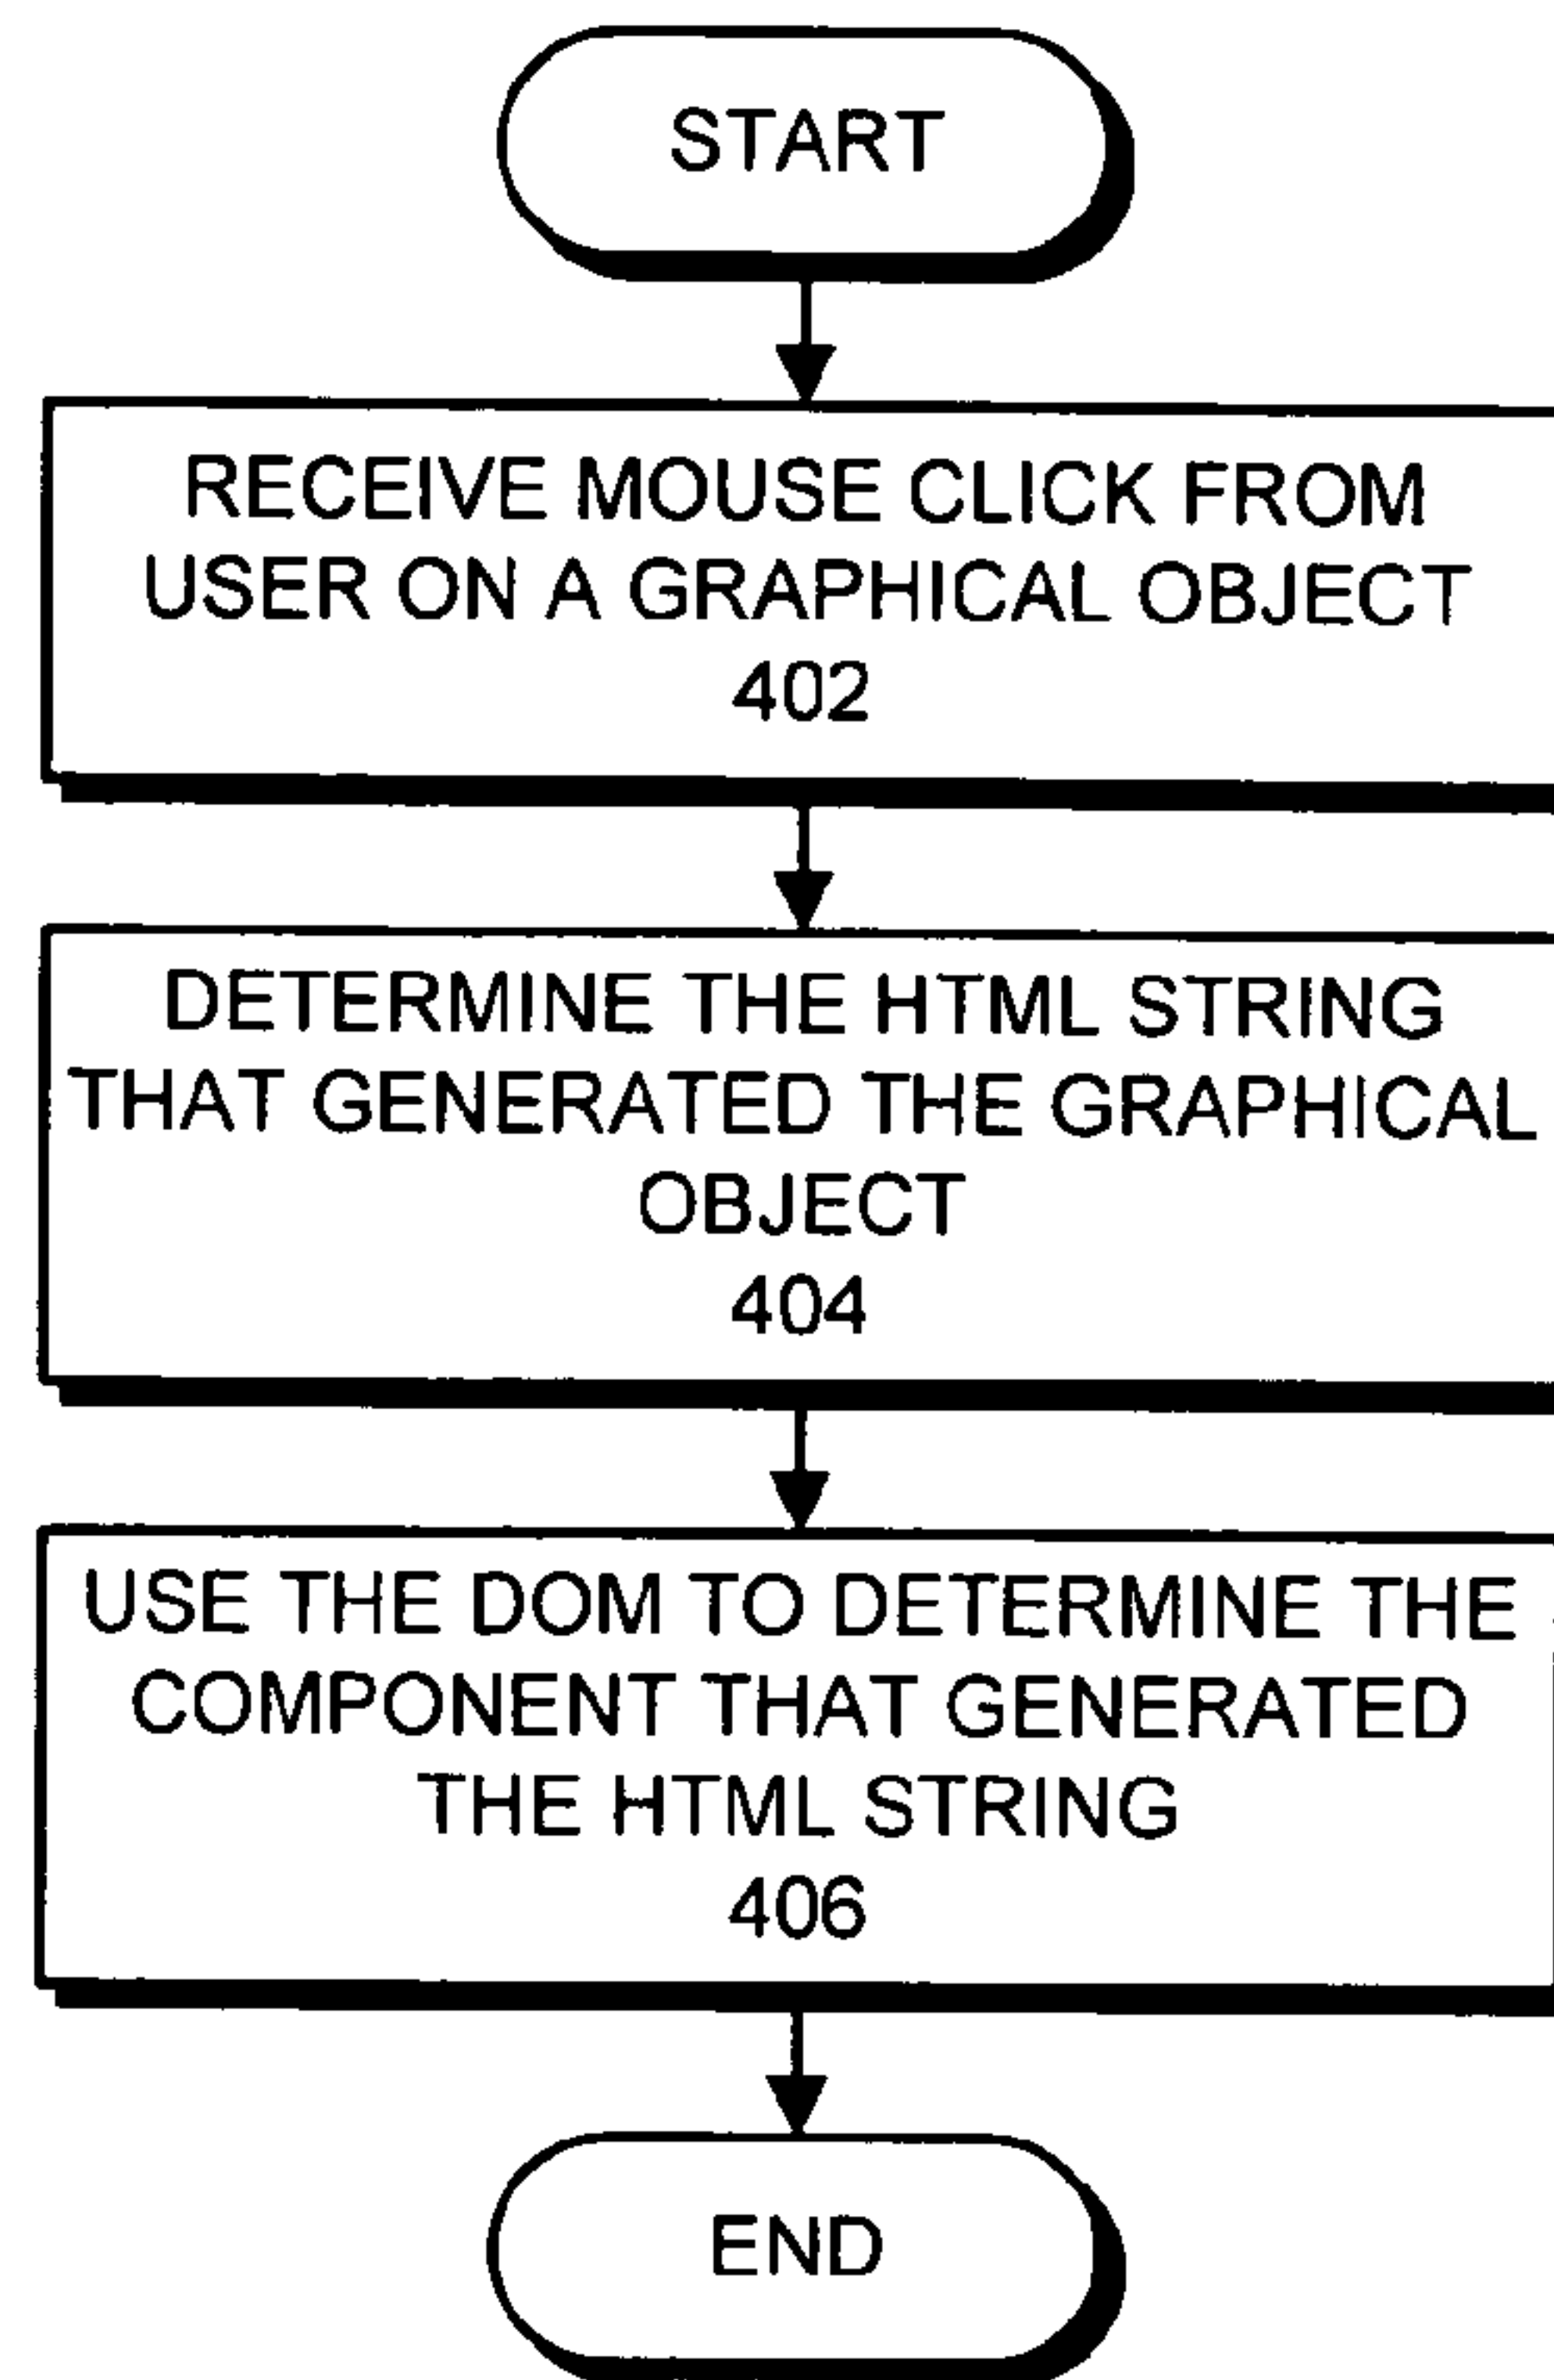 START
RECEIVE MOUSE CLICK FROM
USER ON A GRAPHICAL OBJECT
402
DETERMINE THE HTML STRING
THAT GENERATED THE GRAPHICAL
OBJECT
404
USE THE DOM TO DETERMINE THE
COMPONENT THAT GENERATED
THE HTML STRING
406
END